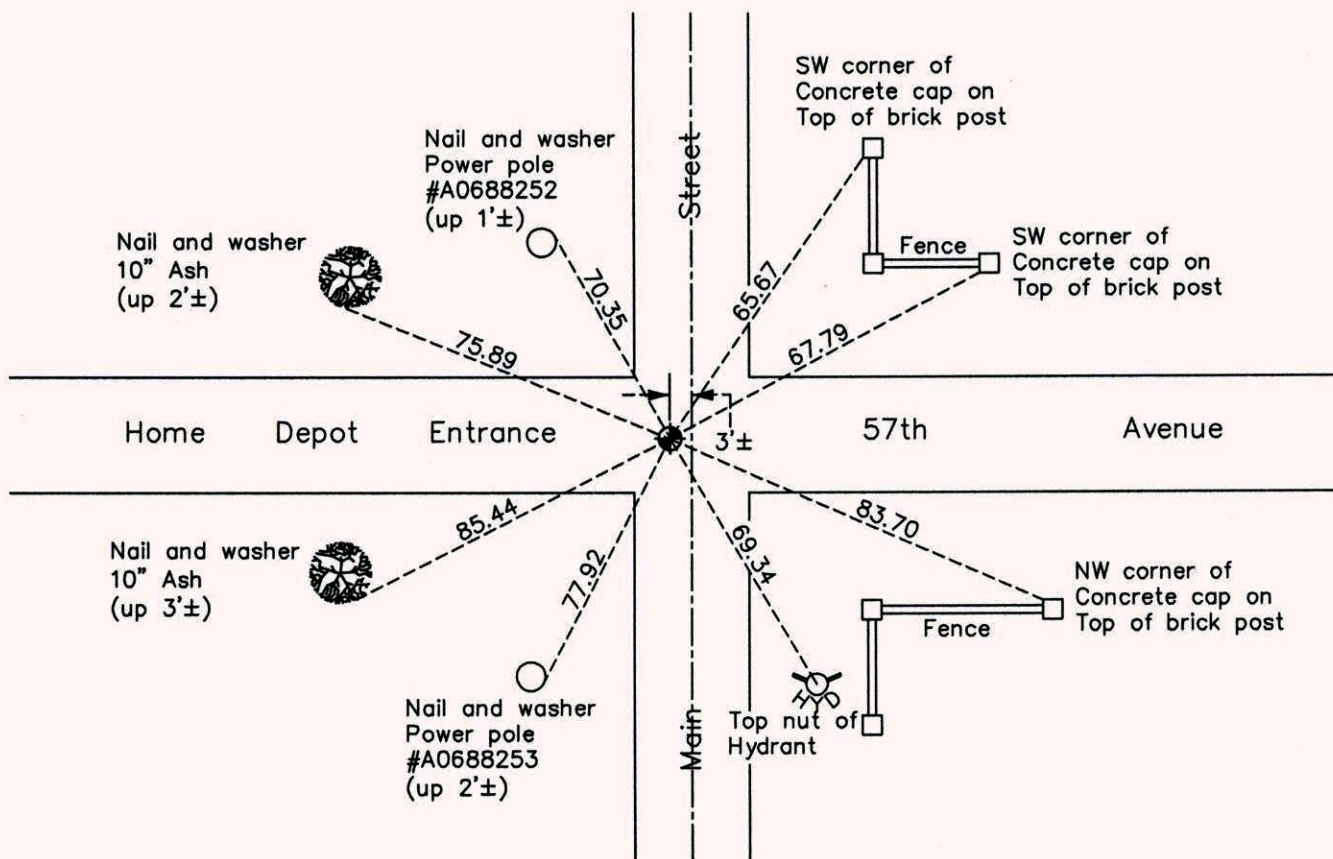 SW corner of
Concrete cap on
Top of brick post
Nail and washer
Power pole
#A0688252
(up 1'±)
Street
Nail and washer
10" Ash
(up 2'±)
Fence
SW corner of
Concrete cap on
Top of brick post
70.35
65.67
75.89
67.79
Home Depot Entrance
3'±
57th Avenue
85.44
77.92
69.34
83.70
Nail and washer
10" Ash
(up 3'±)
NW corner of
Concrete cap on
Top of brick post
Fence
HYD
Nail and washer
Power pole
#A0688253
(up 2'±)
Main
Top nut of
Hydrant